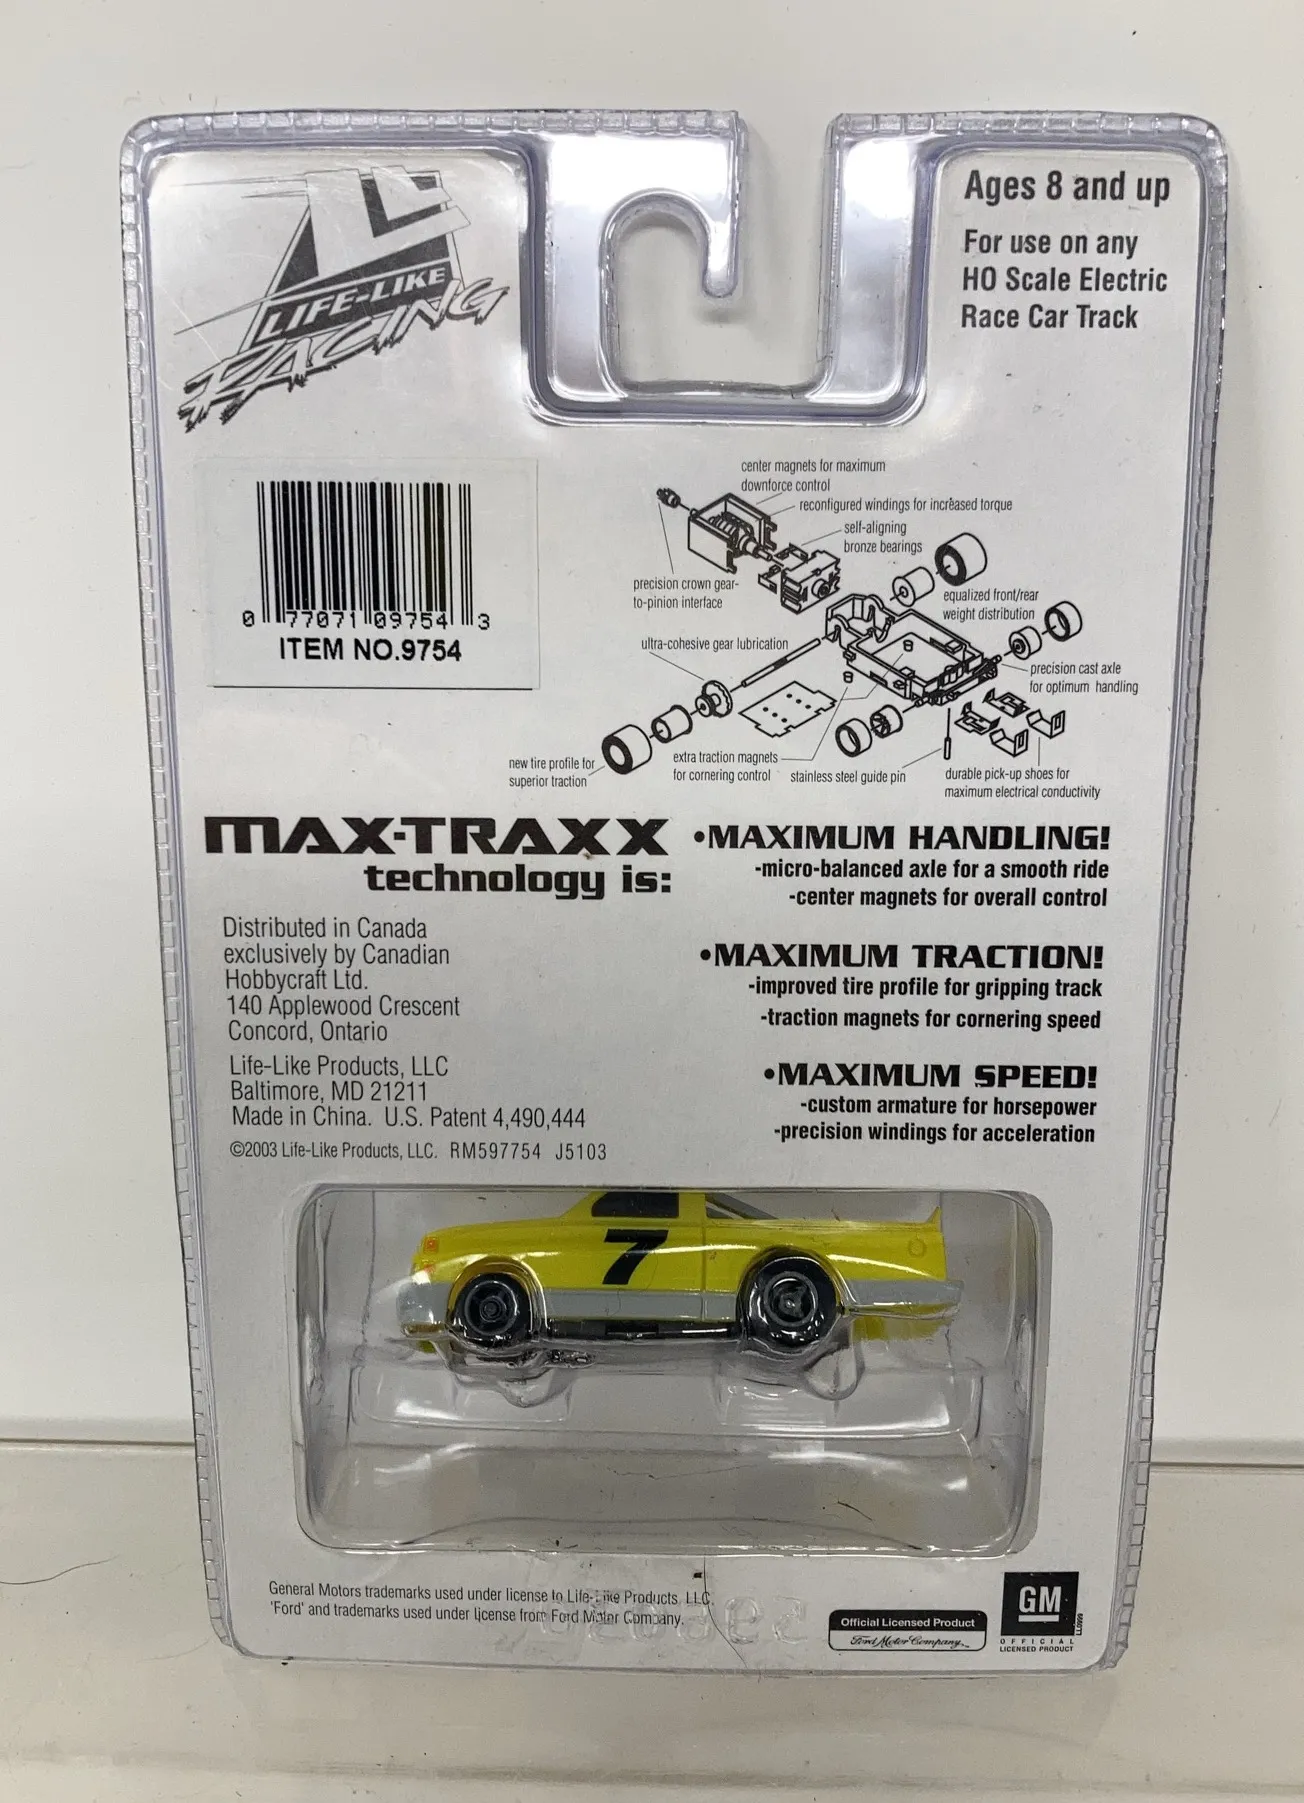 LIFE-LIKE
RACING
Ages 8 and up
For use on any
HO Scale Electric
Race Car Track
0 77071 09754 3
ITEM NO.9754
center magnets for maximum
downforce control
reconfigured windings for increased torque
self-aligning
bronze bearings
precision crown gear-
to-pinion interface
equalized front/rear
weight distribution
ultra-cohesive gear lubrication
precision cast axle
for optimum handling
new tire profile for
superior traction
extra traction magnets
for cornering control
stainless steel guide pin
durable pick-up shoes for
maximum electrical conductivity
MAX-TRAXX
technology is:
•MAXIMUM HANDLING!
-micro-balanced axle for a smooth ride
-center magnets for overall control
•MAXIMUM TRACTION!
-improved tire profile for gripping track
-traction magnets for cornering speed
•MAXIMUM SPEED!
-custom armature for horsepower
-precision windings for acceleration
Distributed in Canada
exclusively by Canadian
Hobbycraft Ltd.
140 Applewood Crescent
Concord, Ontario
Life-Like Products, LLC
Baltimore, MD 21211
Made in China. U.S. Patent 4,490,444
©2003 Life-Like Products, LLC. RM597754 J5103
7
General Motors trademarks used under license to Life-Like Products, LLC.
'Ford' and trademarks used under license from Ford Motor Company.
Official Licensed Product
Ford Motor Company
GM
OFFICIAL
LICENSED PRODUCT